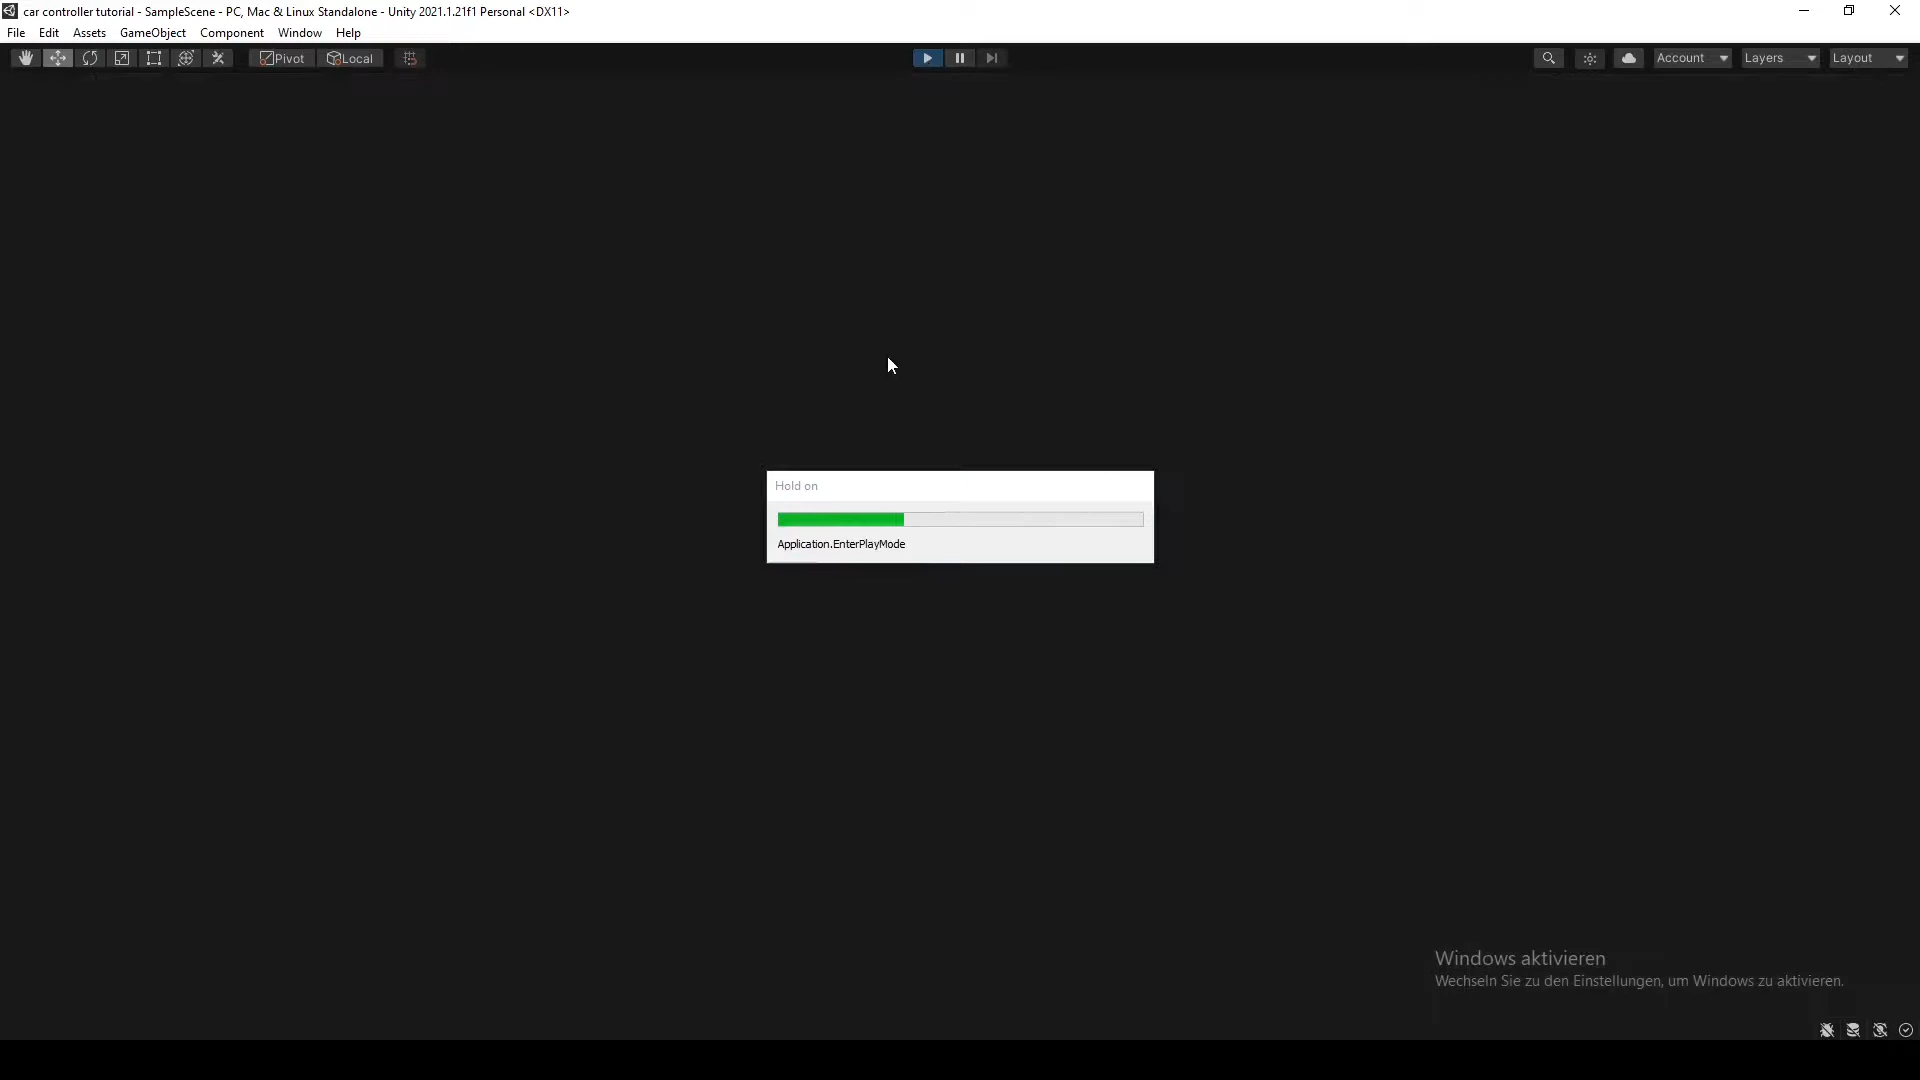 car controller tutorial - SampleScene - PC, Mac & Linux Standalone - Unity 2021.1.21f1 Personal <DX11>
File Edit Assets GameObject Component Window Help
Pivot Local Account Layers Layout
Hold on
Application.EnterPlayMode
Windows aktivieren
Wechseln Sie zu den Einstellungen, um Windows zu aktivieren.